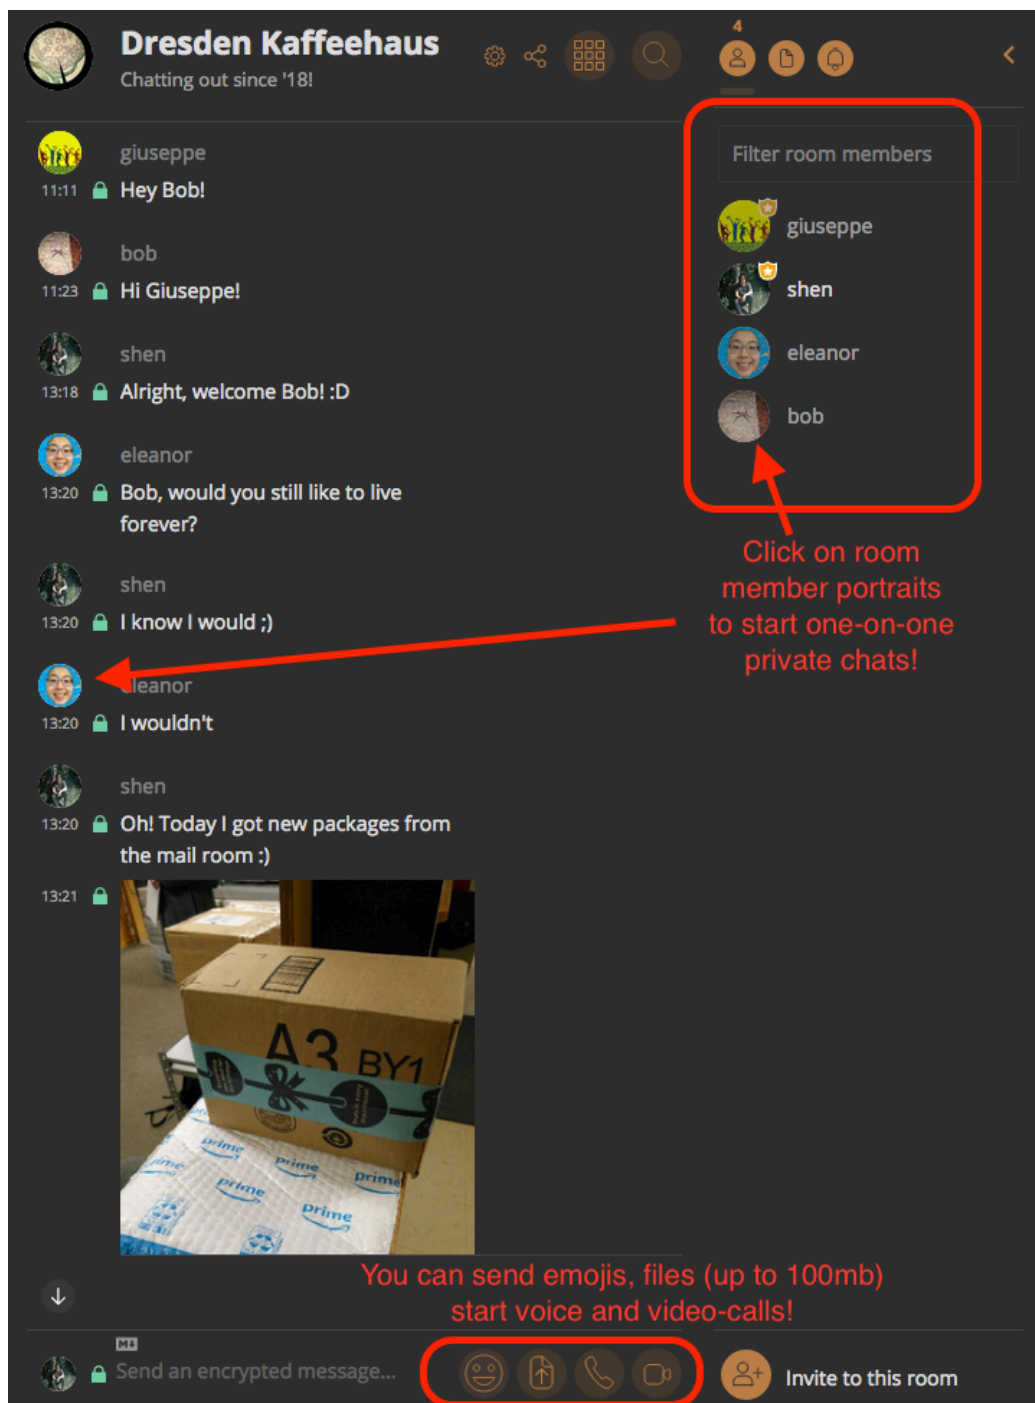 Dresden Kaffeehaus
Chatting out since '18!
4
giuseppe
11:11 Hey Bob!
bob
11:23 Hi Giuseppe!
shen
13:18 Alright, welcome Bob! :D
eleanor
13:20 Bob, would you still like to live
forever?
shen
13:20 I know I would ;)
eleanor
13:20 I wouldn't
shen
13:20 Oh! Today I got new packages from
the mail room :)
13:21
A3 BY1
prime
prime
prime
prime
prime
prime
Filter room members
giuseppe
shen
eleanor
bob
Click on room
member portraits
to start one-on-one
private chats!
You can send emojis, files (up to 100mb)
start voice and video-calls!
M
Send an encrypted message...
Invite to this room